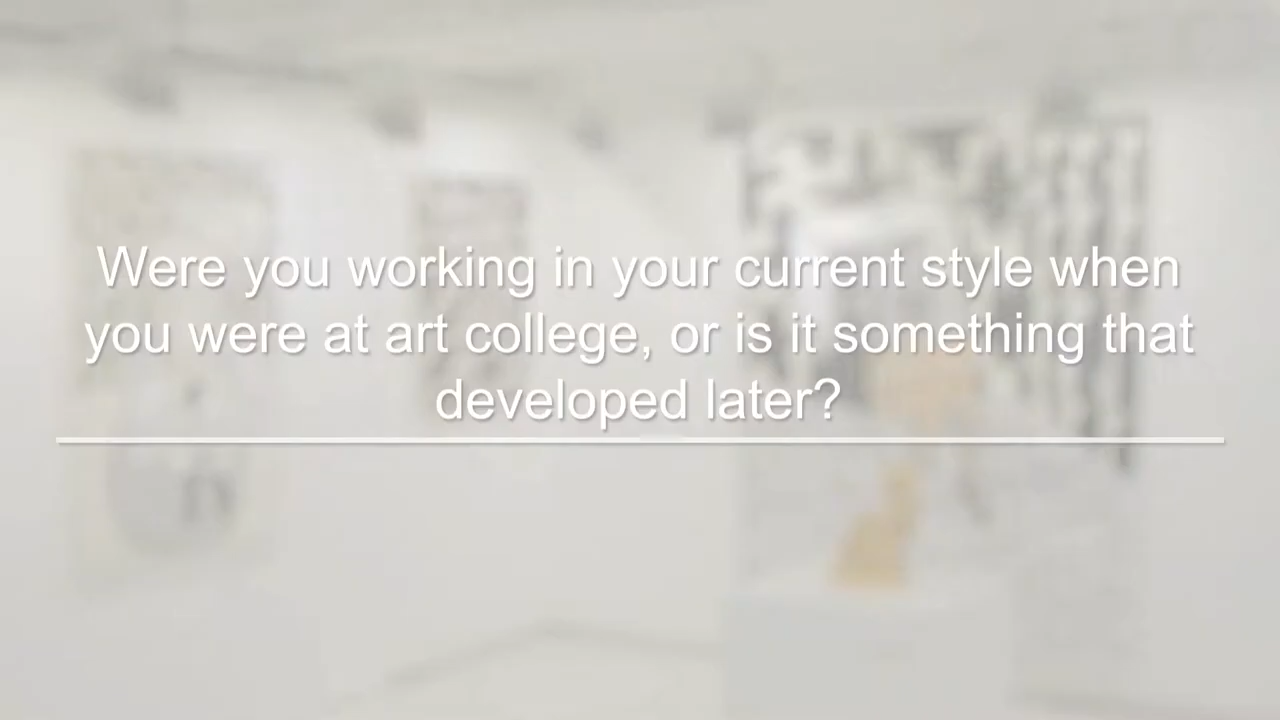 Were you working in your current style when
you were at art college, or is it something that
developed later?